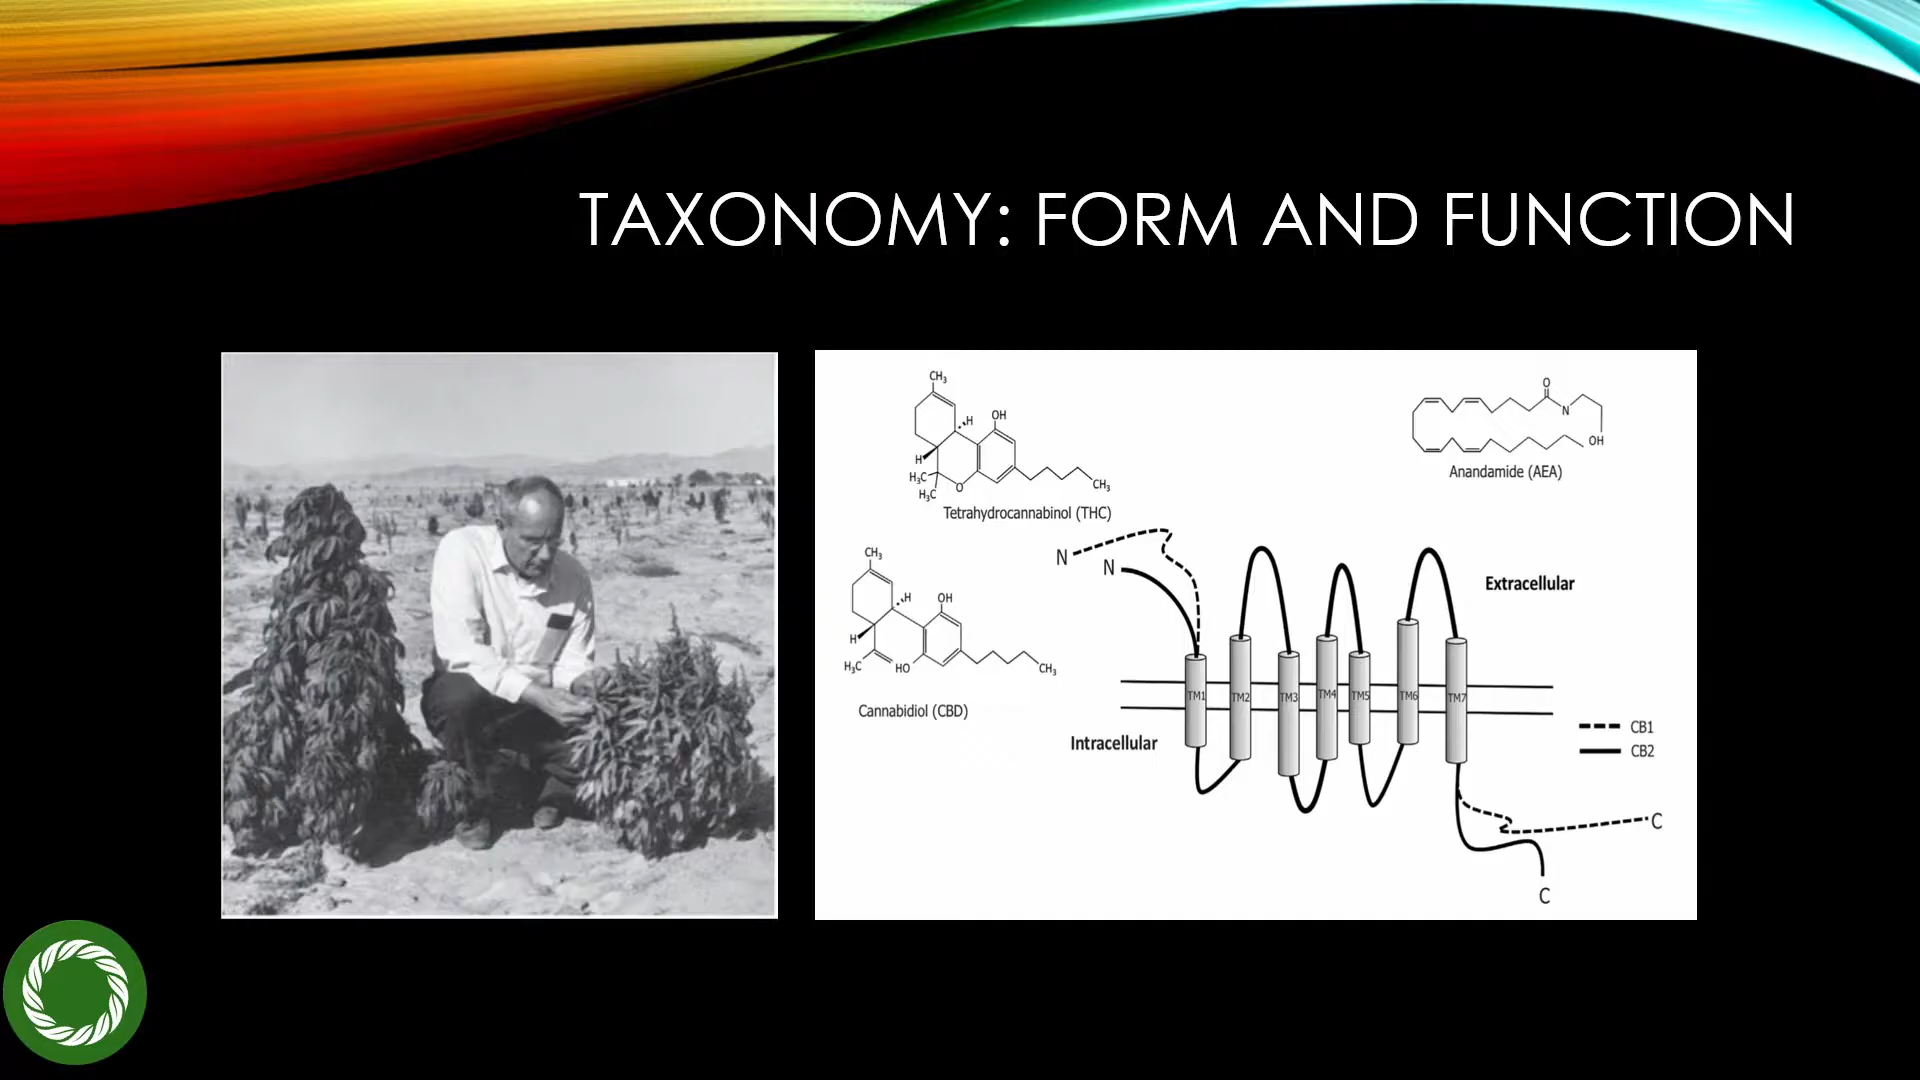 TAXONOMY: FORM AND FUNCTION
CH₃
OH
H
H
H₃C
H₃C
O
CH₃
Tetrahydrocannabinol (THC)
O
N
OH
Anandamide (AEA)
N
N
CH₃
H
OH
H
H₃C
HO
CH₃
Cannabidiol (CBD)
Extracellular
TM1 TM2 TM3 TM4 TM5 TM6 TM7
Intracellular
CB1
CB2
C
C